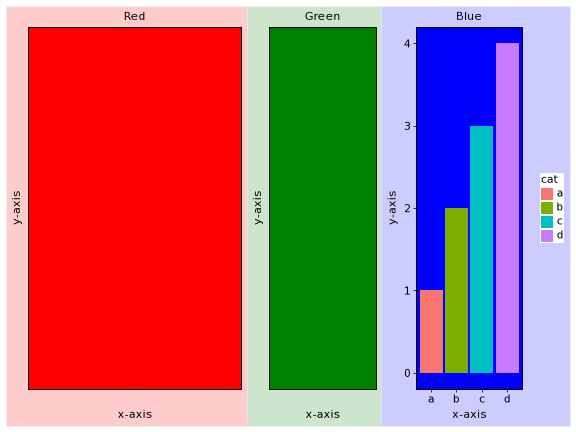 Red
Green
Blue
y-axis
y-axis
y-axis
4
3
2
1
0
a b c d
x-axis
x-axis
x-axis
cat
a
b
c
d